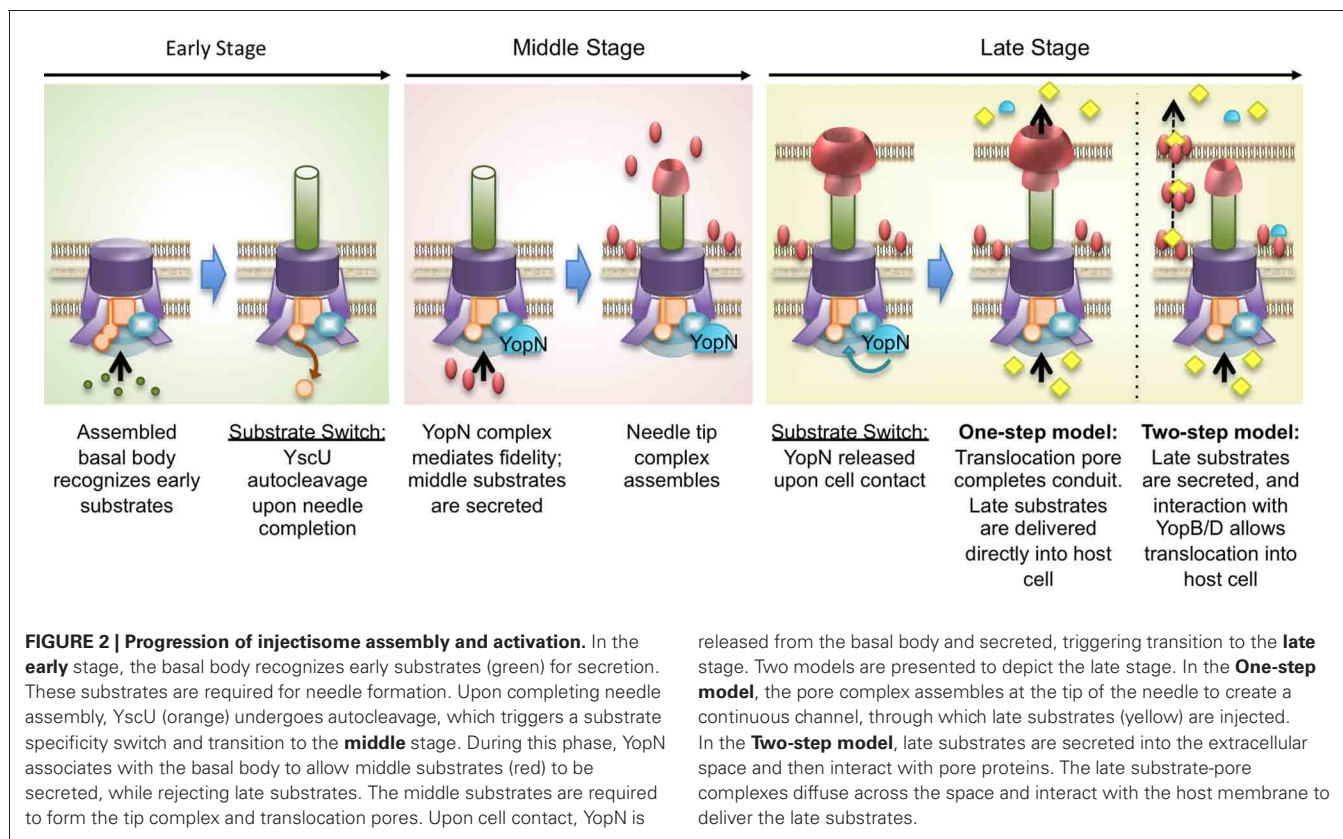 Early Stage
Middle Stage
Late Stage
YopN
YopN
YopN
Assembled
basal body
recognizes early
substrates
Substrate Switch:
YscU
autocleavage
upon needle
completion
YopN complex
mediates fidelity;
middle substrates
are secreted
Needle tip
complex
assembles
Substrate Switch:
YopN released
upon cell contact
One-step model:
Translocation pore
completes conduit.
Late substrates
are delivered
directly into host
cell
Two-step model:
Late substrates
are secreted, and
interaction with
YopB/D allows
translocation into
host cell
FIGURE 2 | Progression of injectisome assembly and activation. In the
early stage, the basal body recognizes early substrates (green) for secretion.
These substrates are required for needle formation. Upon completing needle
assembly, YscU (orange) undergoes autocleavage, which triggers a substrate
specificity switch and transition to the middle stage. During this phase, YopN
associates with the basal body to allow middle substrates (red) to be
secreted, while rejecting late substrates. The middle substrates are required
to form the tip complex and translocation pores. Upon cell contact, YopN is
released from the basal body and secreted, triggering transition to the late
stage. Two models are presented to depict the late stage. In the One-step
model, the pore complex assembles at the tip of the needle to create a
continuous channel, through which late substrates (yellow) are injected.
In the Two-step model, late substrates are secreted into the extracellular
space and then interact with pore proteins. The late substrate-pore
complexes diffuse across the space and interact with the host membrane to
deliver the late substrates.